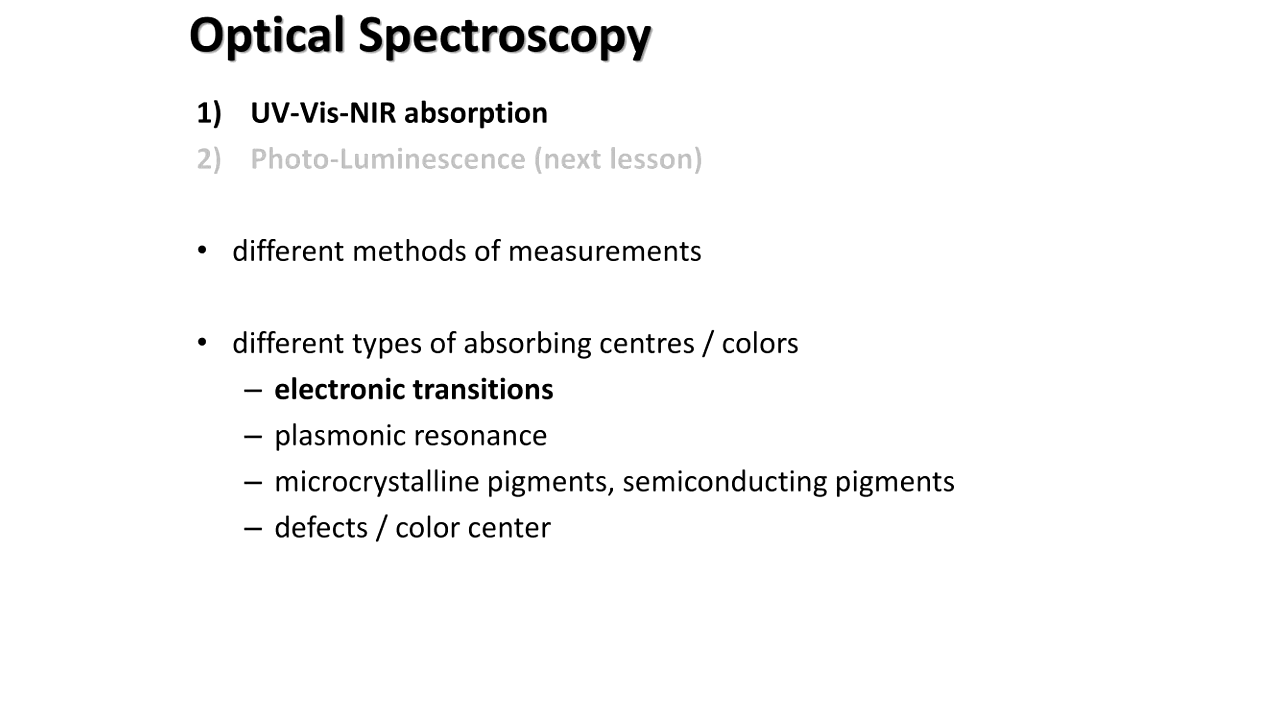 Optical Spectroscopy
1) UV-Vis-NIR absorption
2) Photo-Luminescence (next lesson)
• different methods of measurements
• different types of absorbing centres / colors
– electronic transitions
– plasmonic resonance
– microcrystalline pigments, semiconducting pigments
– defects / color center